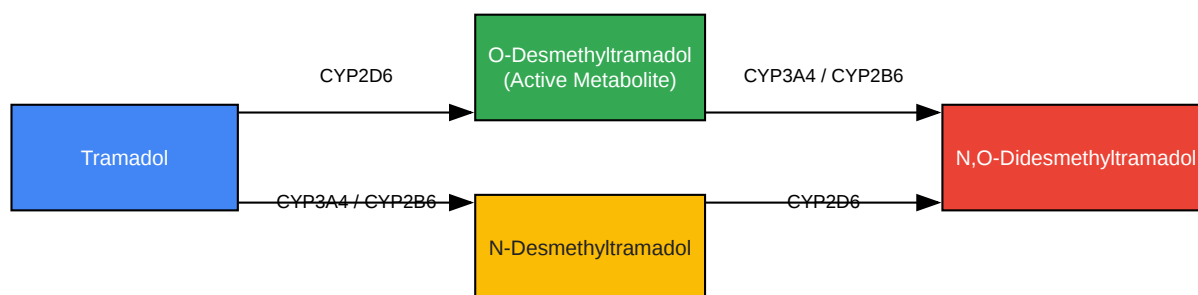 O-Desmethyltramadol
(Active Metabolite)
CYP2D6
CYP3A4 / CYP2B6
Tramadol
N,O-Didesmethyltramadol
CYP3A4 / CYP2B6
CYP2D6
N-Desmethyltramadol